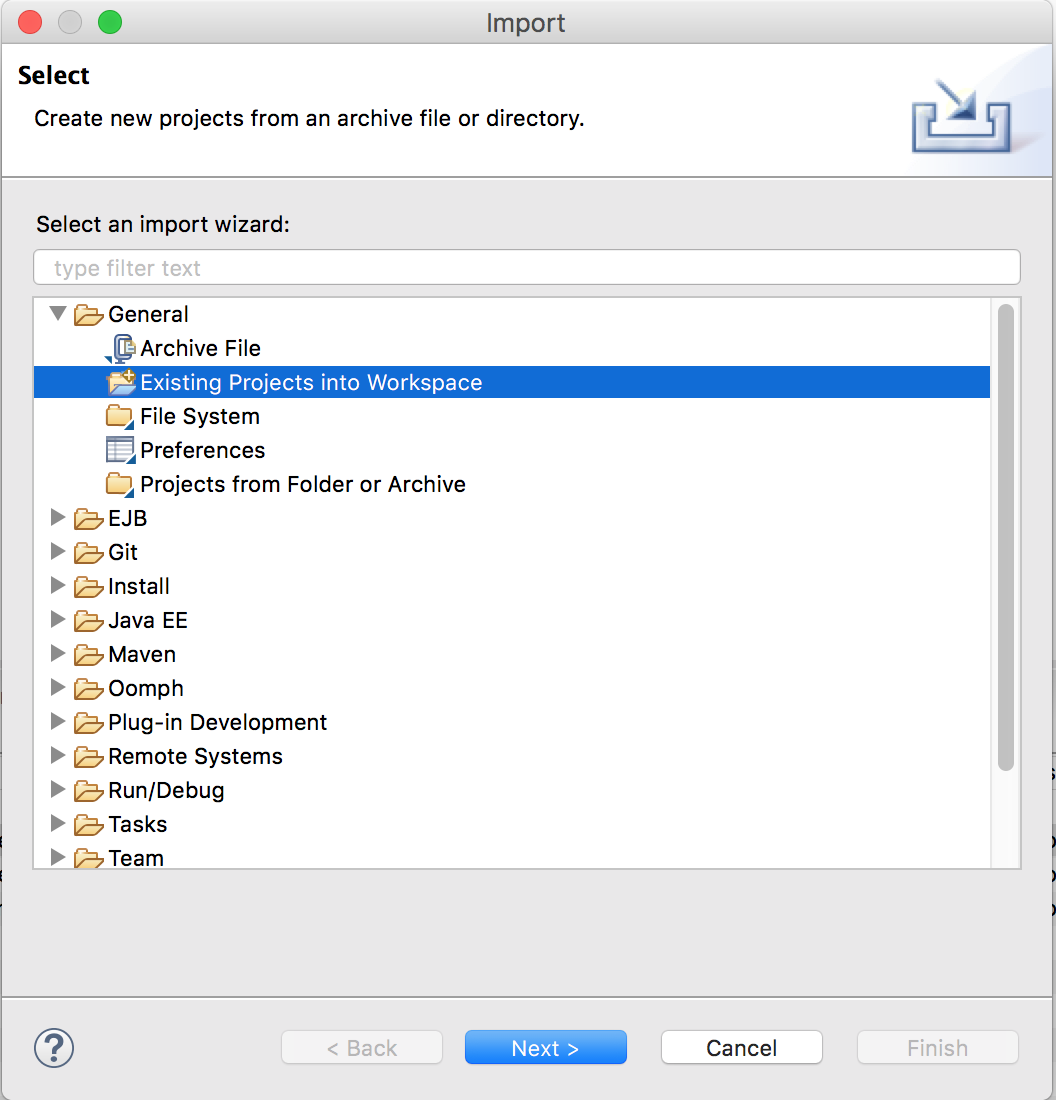 Import
Select
Create new projects from an archive file or directory.
Select an import wizard:
type filter text
General
Archive File
Existing Projects into Workspace
File System
Preferences
Projects from Folder or Archive
EJB
Git
Install
Java EE
Maven
Oomph
Plug-in Development
Remote Systems
Run/Debug
Tasks
Team
?
< Back
Next >
Cancel
Finish